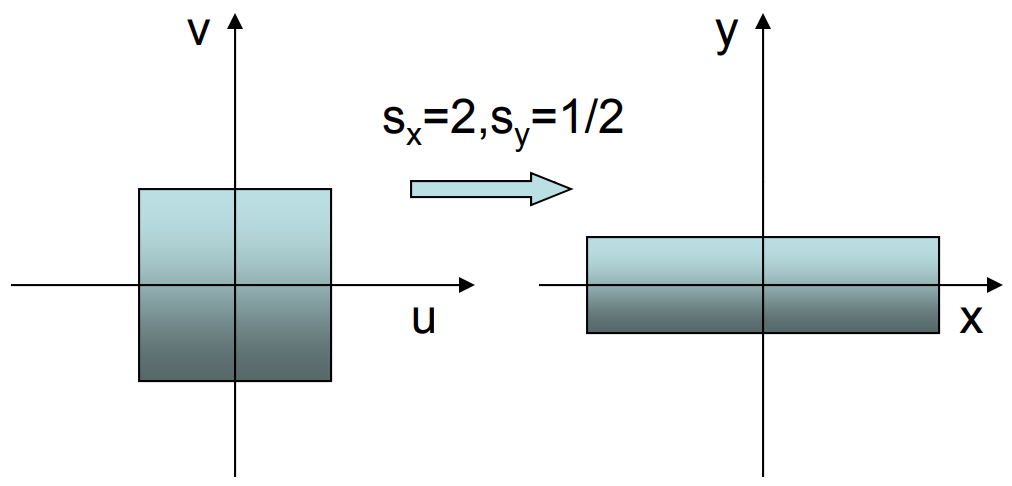 v
y
sx=2,sy=1/2
u
x